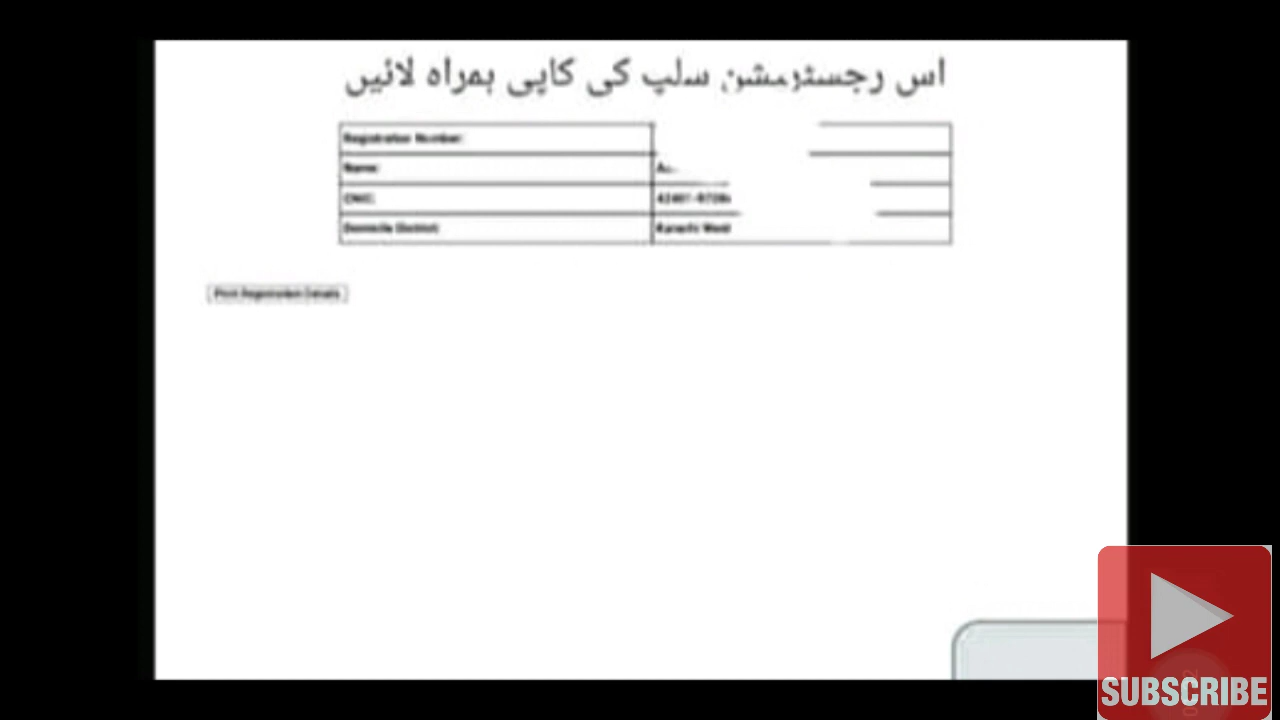 اس رجسٹریشن سلپ کی کاپی ہمراہ لائیں
Registration Number:
Name:
CNIC:
Domicile District: Karachi West
Print Registration Details
SUBSCRIBE